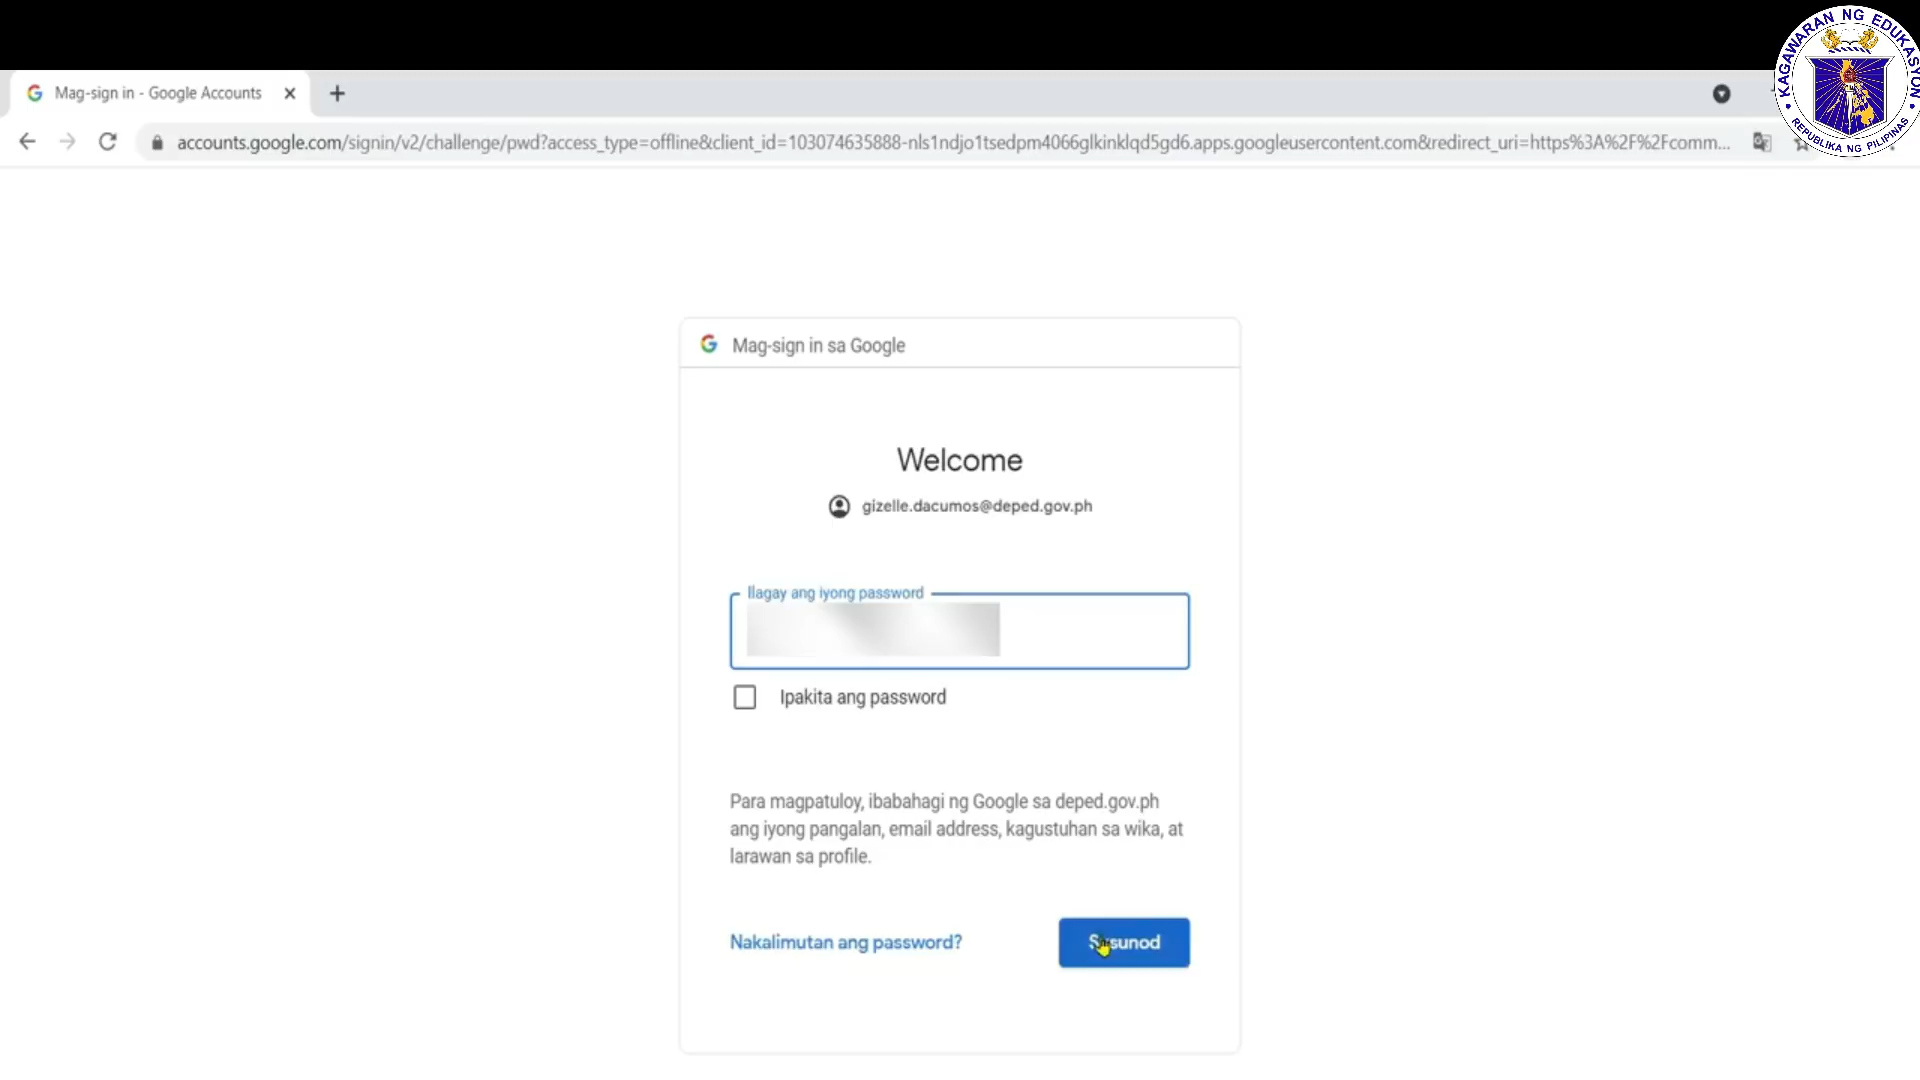 Mag-sign in - Google Accounts
accounts.google.com/signin/v2/challenge/pwd?access_type=offline&client_id=103074635888-nls1ndjo1tsedpm4066glkinklqd5gd6.apps.googleusercontent.com&redirect_uri=https%3A%2F%2Fcomm...
KAGAWARAN NG EDUKASYON
REPUBLIKA NG PILIPINAS
Mag-sign in sa Google
Welcome
gizelle.dacumos@deped.gov.ph
Ilagay ang iyong password
Ipakita ang password
Para magpatuloy, ibabahagi ng Google sa deped.gov.ph
ang iyong pangalan, email address, kagustuhan sa wika, at
larawan sa profile.
Nakalimutan ang password?
Susunod